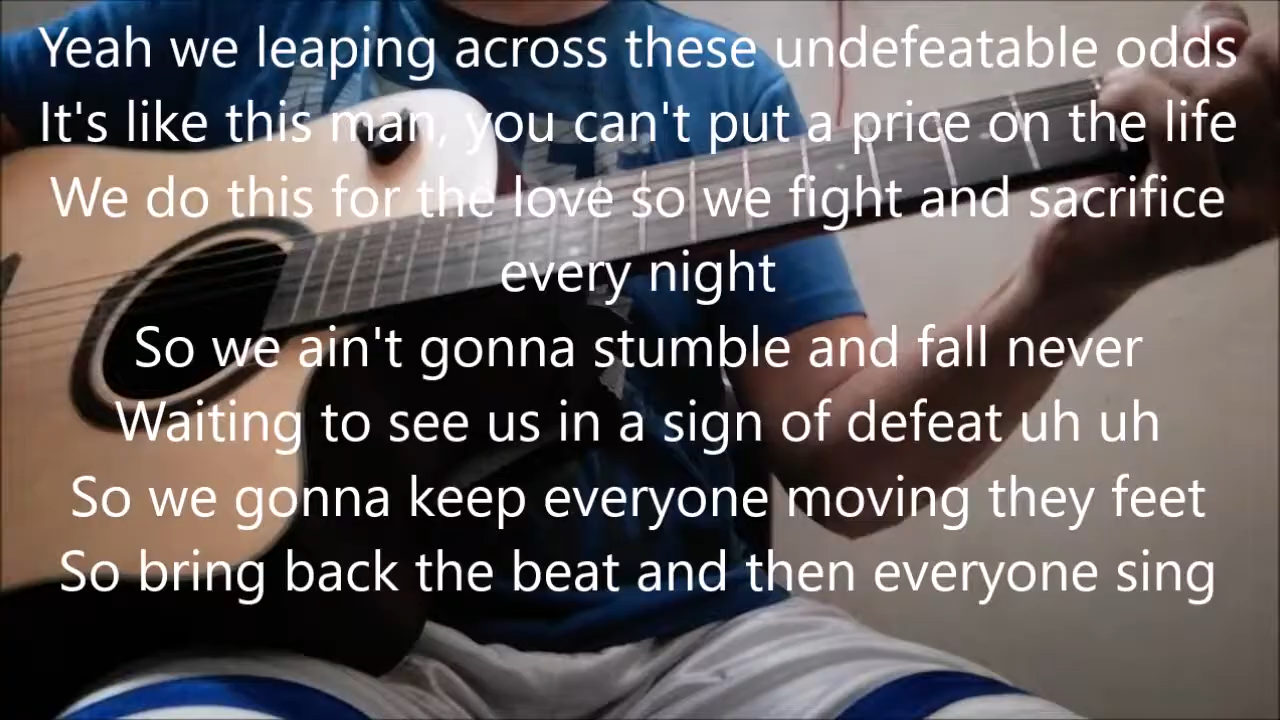 Yeah we leaping across these undefeatable odds
It's like this man, you can't put a price on the life
We do this for the love so we fight and sacrifice
every night
So we ain't gonna stumble and fall never
Waiting to see us in a sign of defeat uh uh
So we gonna keep everyone moving they feet
So bring back the beat and then everyone sing